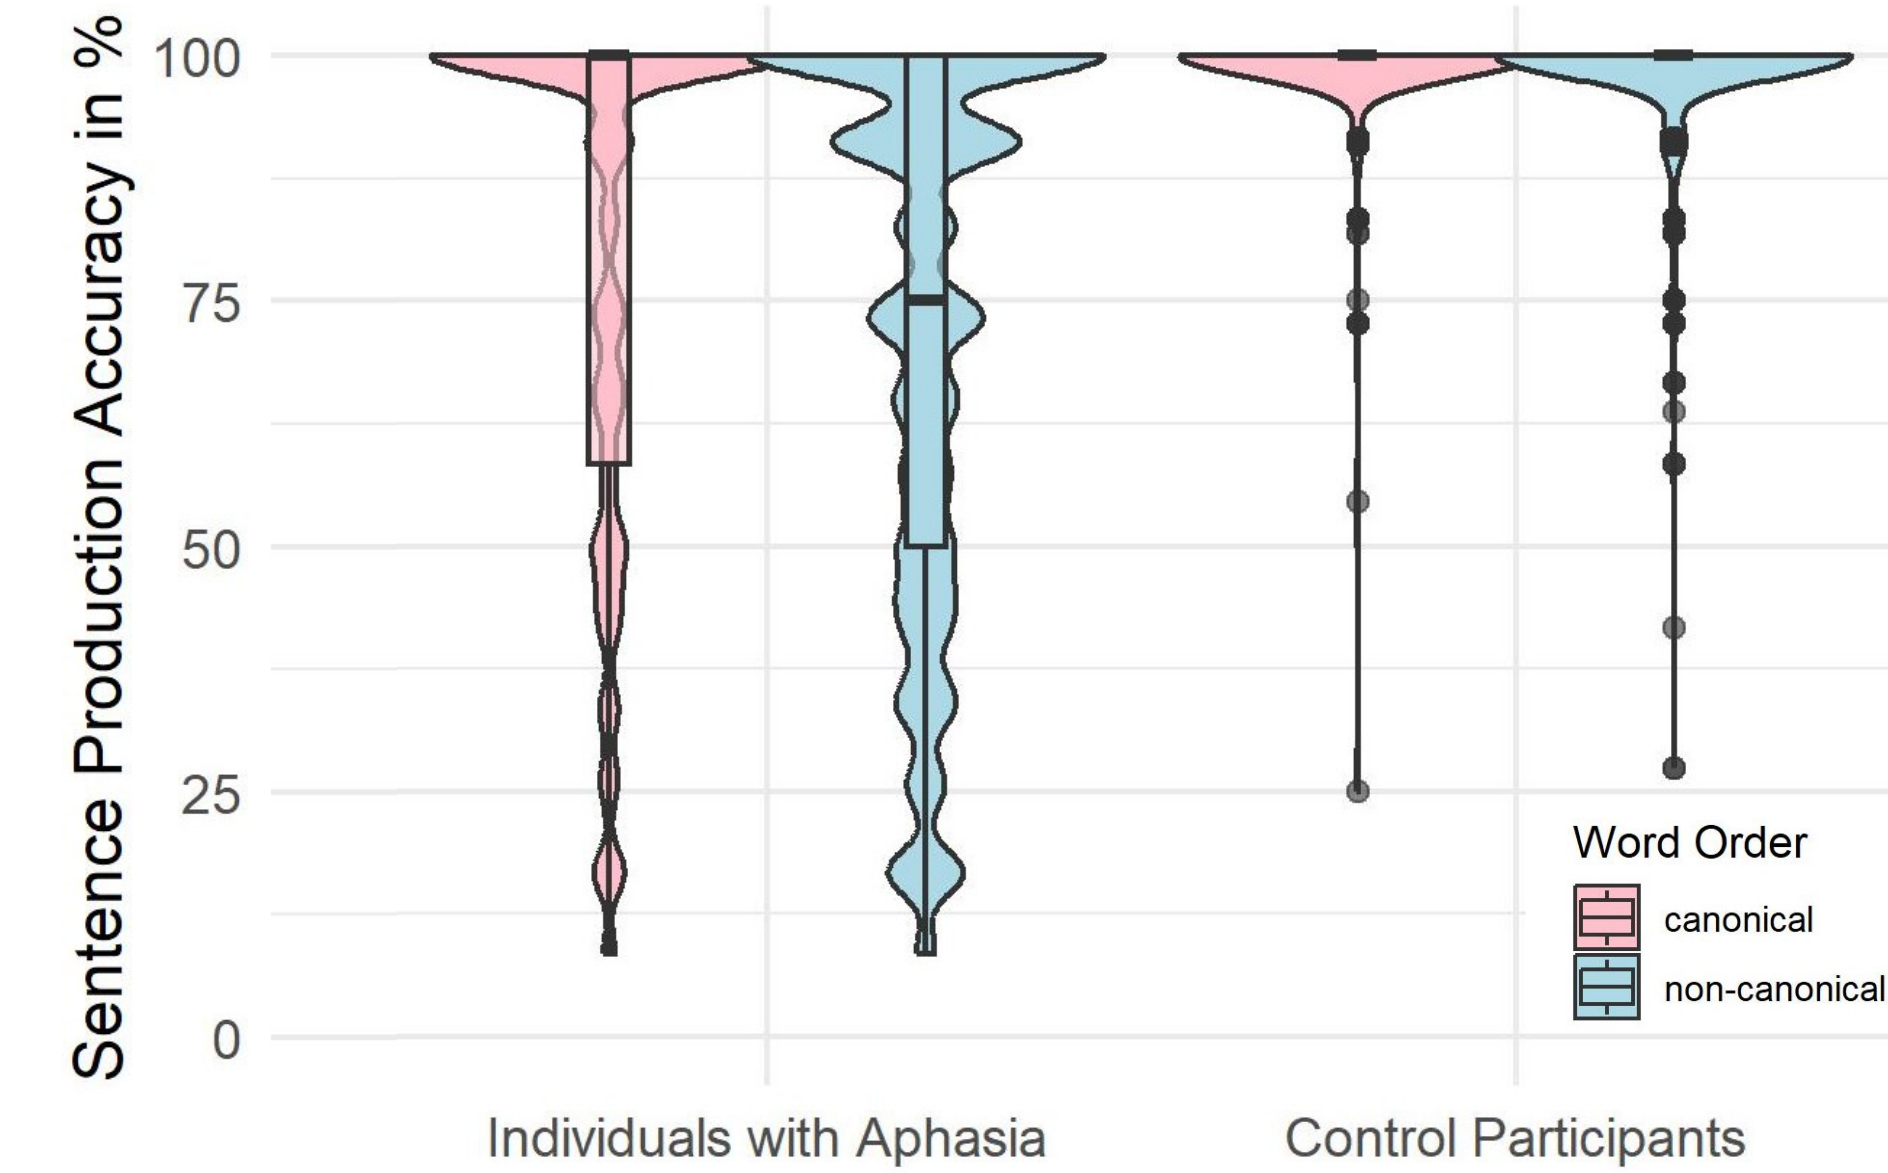 Sentence Production Accuracy in %
100
75
50
25
0
Word Order
canonical
non-canonical
Individuals with Aphasia
Control Participants